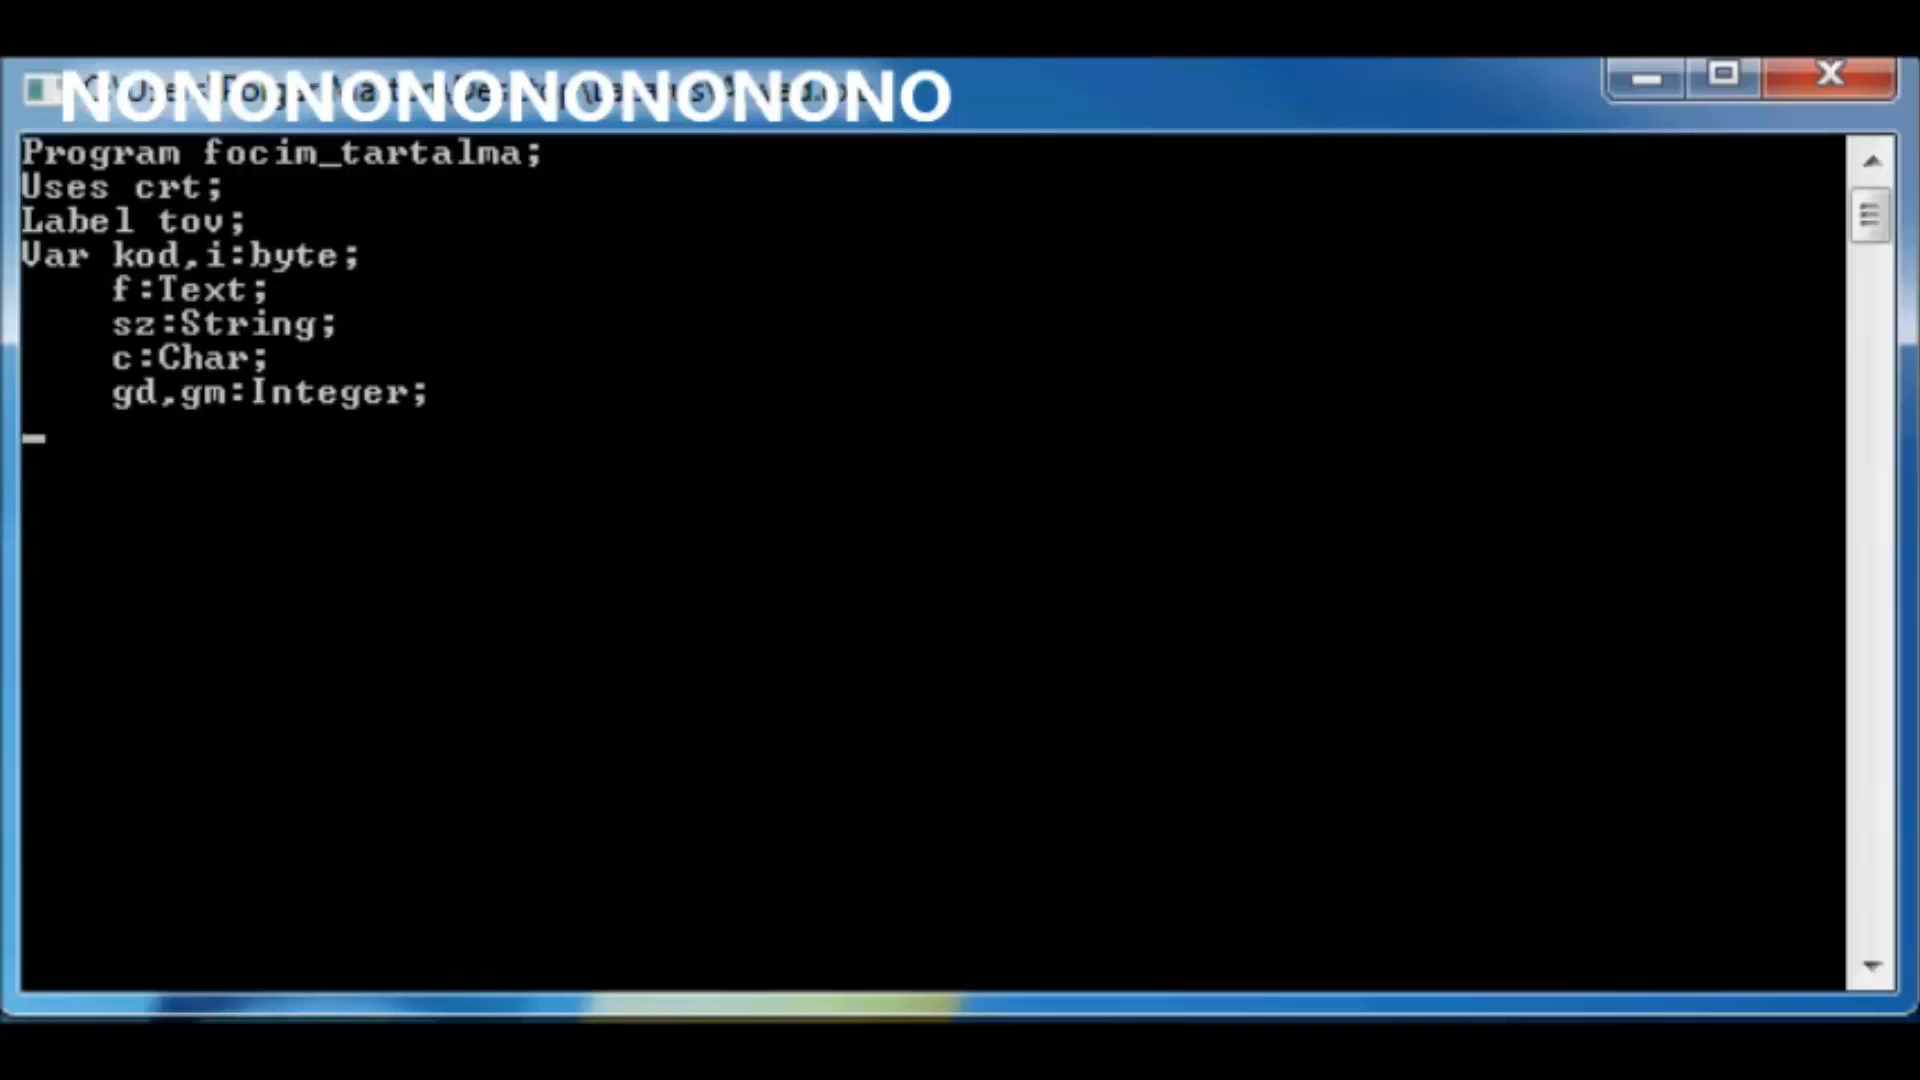 NONONONONONONONO
Program focim_tartalma;
Uses crt;
Label tov;
Var kod,i:byte;
f:Text;
sz:String;
c:Char;
gd,gm:Integer;